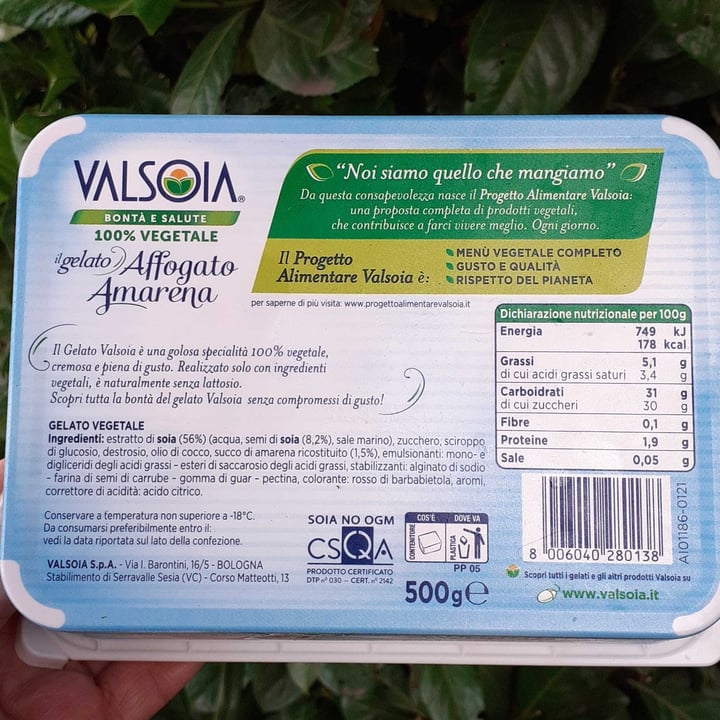 VALSOIA®
BONTÀ E SALUTE
100% VEGETALE
il gelato Affogato
Amarena
"Noi siamo quello che mangiamo"
Da questa consapevolezza nasce il Progetto Alimentare Valsoia:
una proposta completa di prodotti vegetali,
che contribuisce a farci vivere meglio. Ogni giorno.
Il Progetto
Alimentare Valsoia è:
MENÙ VEGETALE COMPLETO
GUSTO E QUALITÀ
RISPETTO DEL PIANETA
per saperne di più visita: www.progettoalimentarevalsoia.it
Il Gelato Valsoia è una golosa specialità 100% vegetale,
cremosa e piena di gusto. Realizzato solo con ingredienti
vegetali, è naturalmente senza lattosio.
Scopri tutta la bontà del gelato Valsoia senza compromessi di gusto!
Dichiarazione nutrizionale per 100g
Energia 749 kJ
178 kcal
Grassi 5,1 g
di cui acidi grassi saturi 3,4 g
Carboidrati 31 g
di cui zuccheri 30 g
Fibre 0,1 g
Proteine 1,9 g
Sale 0,05 g
GELATO VEGETALE
Ingredienti: estratto di soia (56%) (acqua, semi di soia (8,2%), sale marino), zucchero, sciroppo
di glucosio, destrosio, olio di cocco, succo di amarena ricostituito (1,5%), emulsionanti: mono- e
digliceridi degli acidi grassi - esteri di saccarosio degli acidi grassi, stabilizzanti: alginato di sodio
- farina di semi di carrube - gomma di guar - pectina, colorante: rosso di barbabietola, aromi,
correttore di acidità: acido citrico.
Conservare a temperatura non superiore a -18°C.
Da consumarsi preferibilmente entro il:
vedi la data riportata sul lato della confezione.
VALSOIA S.p.A. - Via I. Barontini, 16/5 - BOLOGNA
Stabilimento di Serravalle Sesia (VC) - Corso Matteotti, 13
SOIA NO OGM
CSQA
PRODOTTO CERTIFICATO
DTP n° 030 - CERT. n° 2142
COS'È DOVE VA
CONTENITORE
PLASTICA
PP 05
500g e
8 006040 280138
A101186-0121
Scopri tutti i gelati e gli altri prodotti Valsoia su
www.valsoia.it